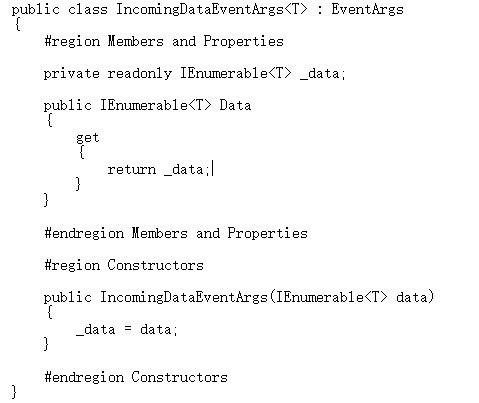 public class IncomingDataEventArgs<T> : EventArgs
{
    #region Members and Properties

    private readonly IEnumerable<T> _data;

    public IEnumerable<T> Data
    {
        get
        {
            return _data;
        }
    }

    #endregion Members and Properties

    #region Constructors

    public IncomingDataEventArgs(IEnumerable<T> data)
    {
        _data = data;
    }

    #endregion Constructors
}